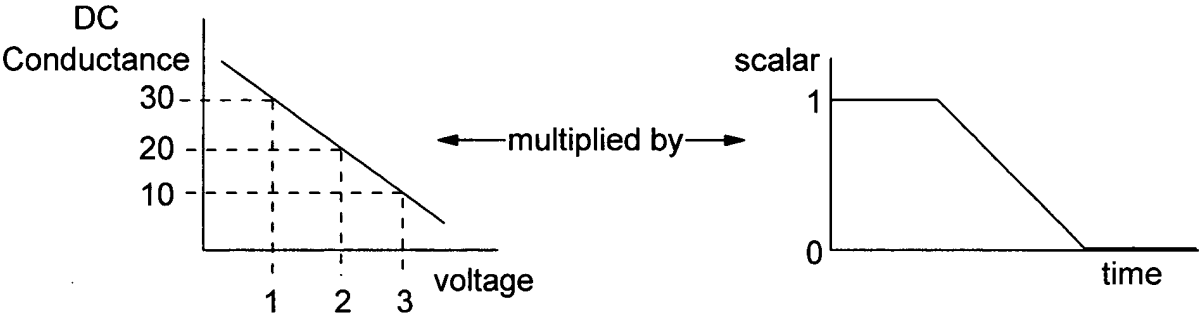 DC
Conductance
30
20
10
1 2 3
voltage
multiplied by
scalar
1
0
time